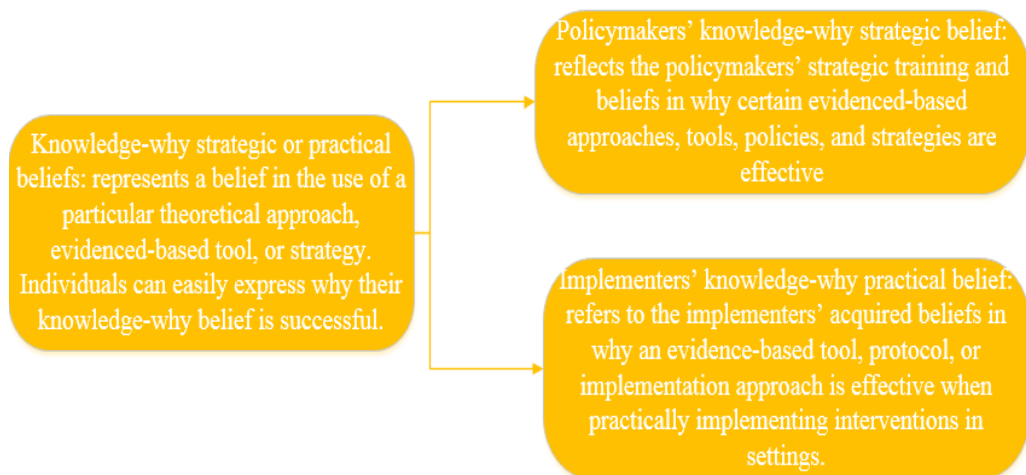 Knowledge-why strategic or practical
beliefs: represents a belief in the use of a
particular theoretical approach,
evidenced-based tool, or strategy.
Individuals can easily express why their
knowledge-why belief is successful.
Policymakers’ knowledge-why strategic belief:
reflects the policymakers’ strategic training and
beliefs in why certain evidenced-based
approaches, tools, policies, and strategies are
effective
Implementers’ knowledge-why practical belief:
refers to the implementers’ acquired beliefs in
why an evidence-based tool, protocol, or
implementation approach is effective when
practically implementing interventions in
settings.